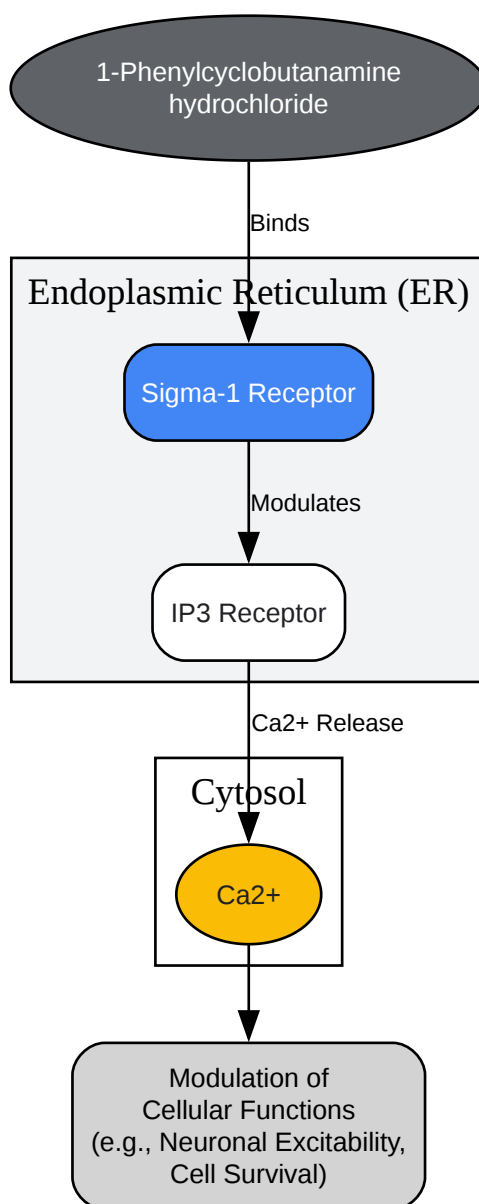 1-Phenylcyclobutanamine
hydrochloride
Binds
Endoplasmic Reticulum (ER)
Sigma-1 Receptor
Modulates
IP3 Receptor
Ca2+ Release
Cytosol
Ca2+
Modulation of
Cellular Functions
(e.g., Neuronal Excitability,
Cell Survival)